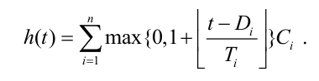 h(t) = \sum_{i=1}^{n} \max\{0, 1 + \left\lfloor \frac{t - D_i}{T_i} \right\rfloor\} C_i .